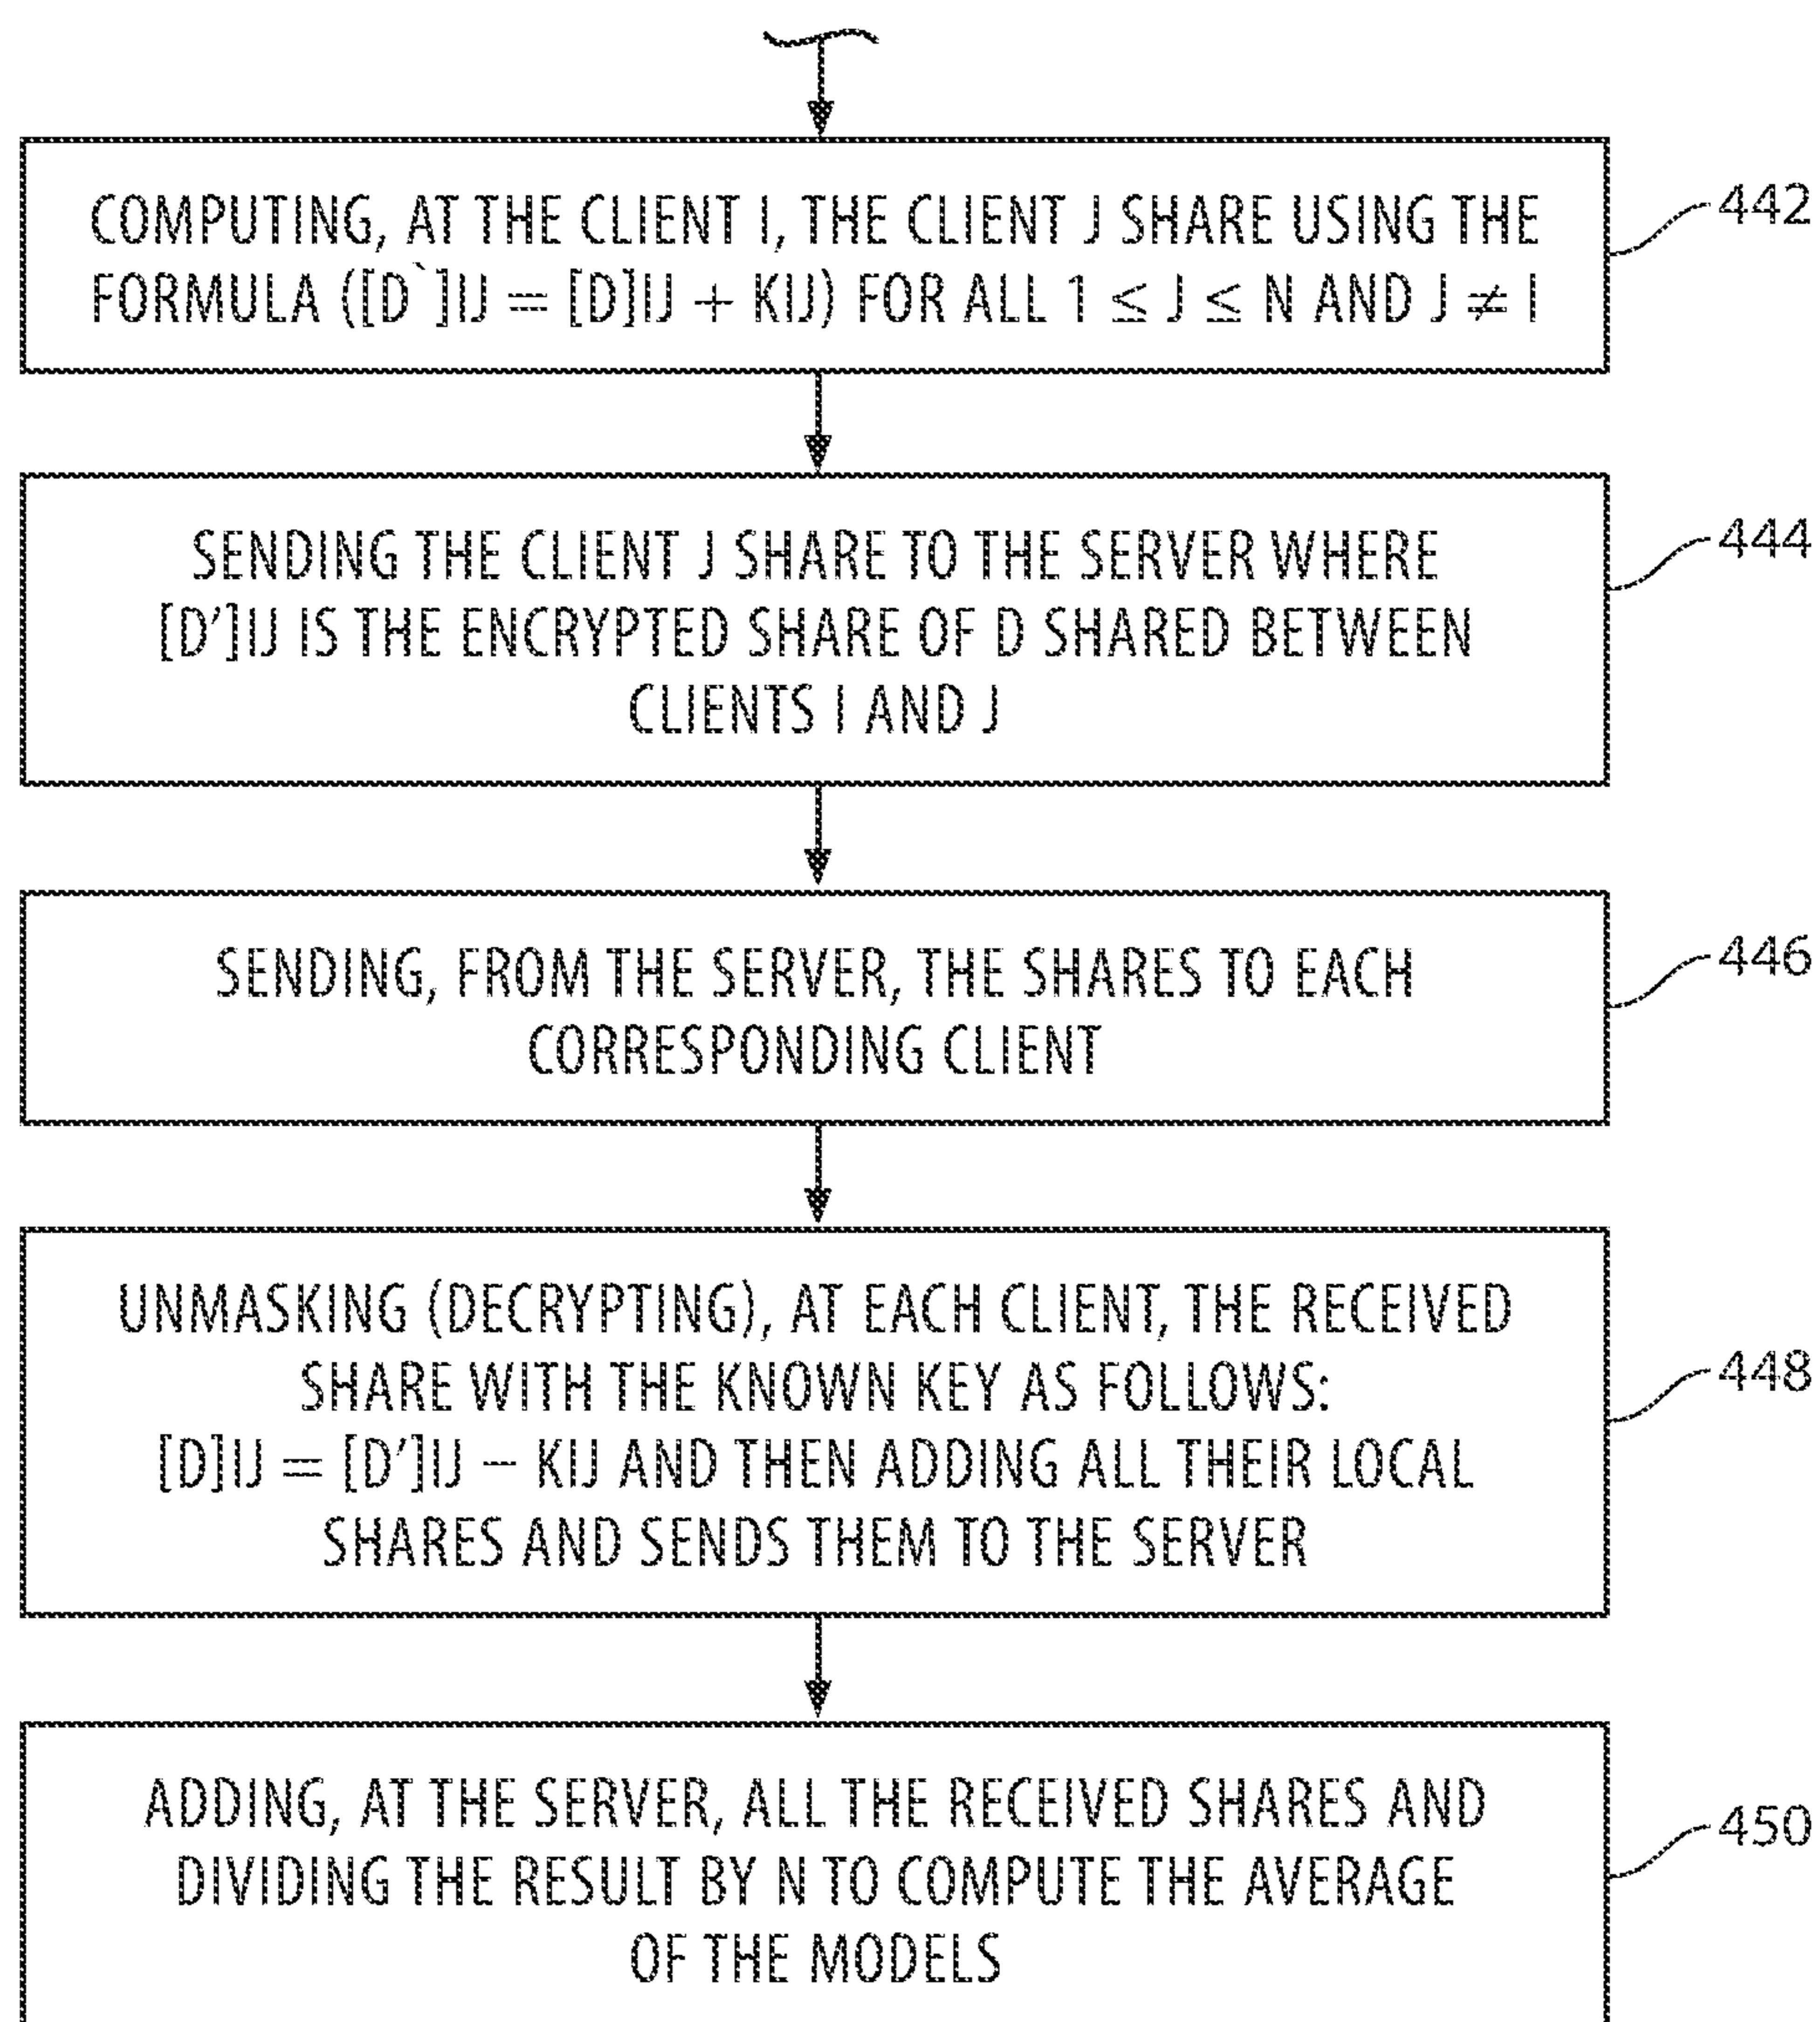 COMPUTING, AT THE CLIENT I, THE CLIENT J SHARE USING THE
FORMULA ([D`]IJ = [D]IJ + KIJ) FOR ALL 1 ≤ J ≤ N AND J ≠ I
442
SENDING THE CLIENT J SHARE TO THE SERVER WHERE
[D′]IJ IS THE ENCRYPTED SHARE OF D SHARED BETWEEN
CLIENTS I AND J
444
SENDING, FROM THE SERVER, THE SHARES TO EACH
CORRESPONDING CLIENT
446
UNMASKING (DECRYPTING), AT EACH CLIENT, THE RECEIVED
SHARE WITH THE KNOWN KEY AS FOLLOWS:
[D]IJ = [D′]IJ – KIJ AND THEN ADDING ALL THEIR LOCAL
SHARES AND SENDS THEM TO THE SERVER
448
ADDING, AT THE SERVER, ALL THE RECEIVED SHARES AND
DIVIDING THE RESULT BY N TO COMPUTE THE AVERAGE
OF THE MODELS
450